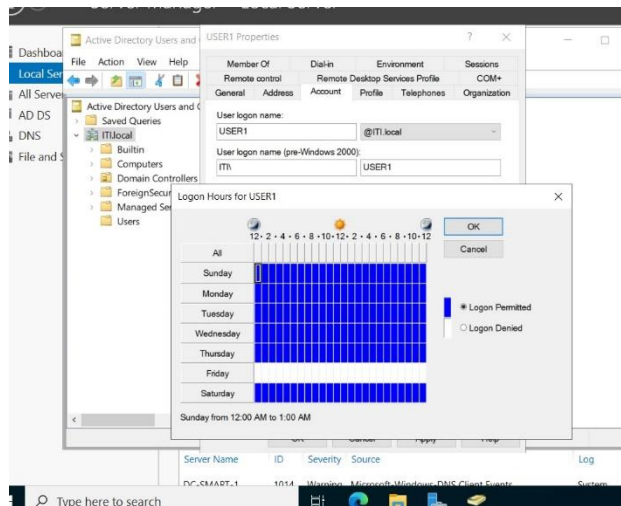 Active Directory Users and
USER1 Properties
? ×
Dashboa
Local Ser
All Server
AD DS
DNS
File and S
File Action View Help
Active Directory Users and C
Saved Queries
ITI.local
Builtin
Computers
Domain Controllers
ForeignSecur
Managed Ser
Users
Member Of Dial-in Environment Sessions
Remote control Remote Desktop Services Profile COM+
General Address Account Profile Telephones Organization
User logon name:
USER1 @ITI.local
User logon name (pre-Windows 2000):
ITI\ USER1
Logon Hours for USER1
12 · 2 · 4 · 6 · 8 · 10 · 12 · 2 · 4 · 6 · 8 · 10 · 12
All
Sunday
Monday
Tuesday
Wednesday
Thursday
Friday
Saturday
OK
Cancel
Logon Permitted
Logon Denied
Sunday from 12:00 AM to 1:00 AM
Server Name ID Severity Source Log
DC-SMART-1 1014 Warning Microsoft-Windows-DNS Client Events System
Type here to search